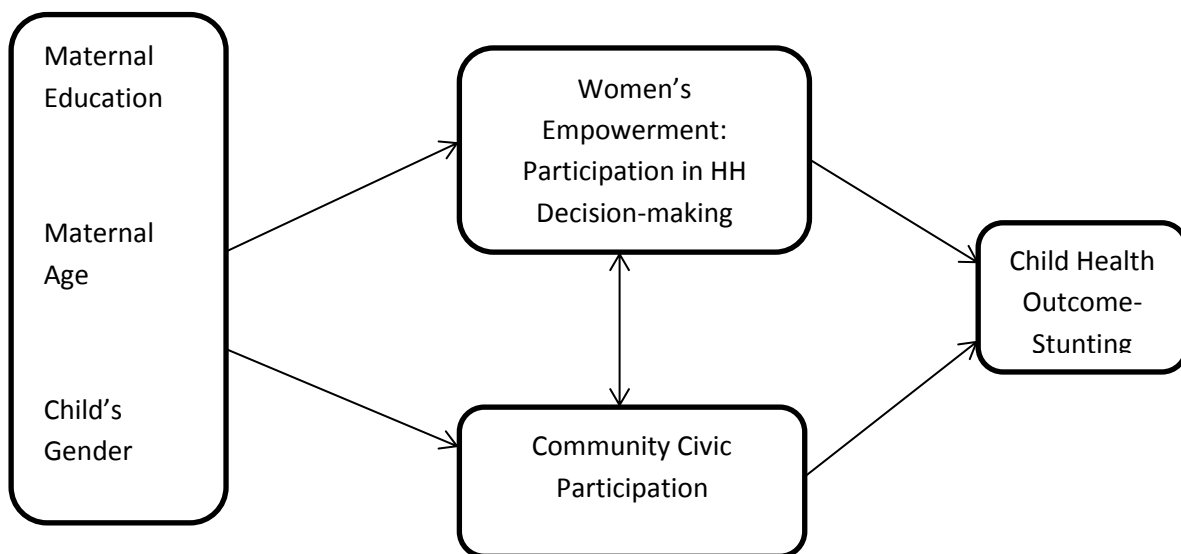 Maternal
Education
Maternal
Age
Child’s
Gender
Women’s
Empowerment:
Participation in HH
Decision-making
Community Civic
Participation
Child Health
Outcome-
Stunting